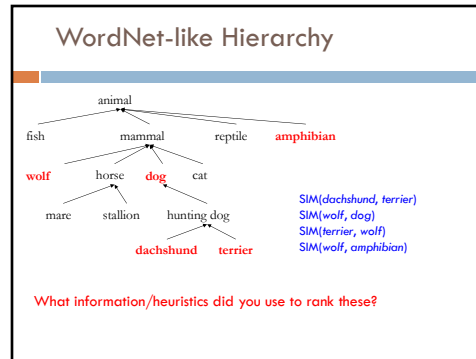 WordNet-like Hierarchy
animal
fish mammal reptile amphibian
wolf horse dog cat
mare stallion hunting dog
dachshund terrier
SIM(dachshund, terrier)
SIM(wolf, dog)
SIM(terrier, wolf)
SIM(wolf, amphibian)
What information/heuristics did you use to rank these?